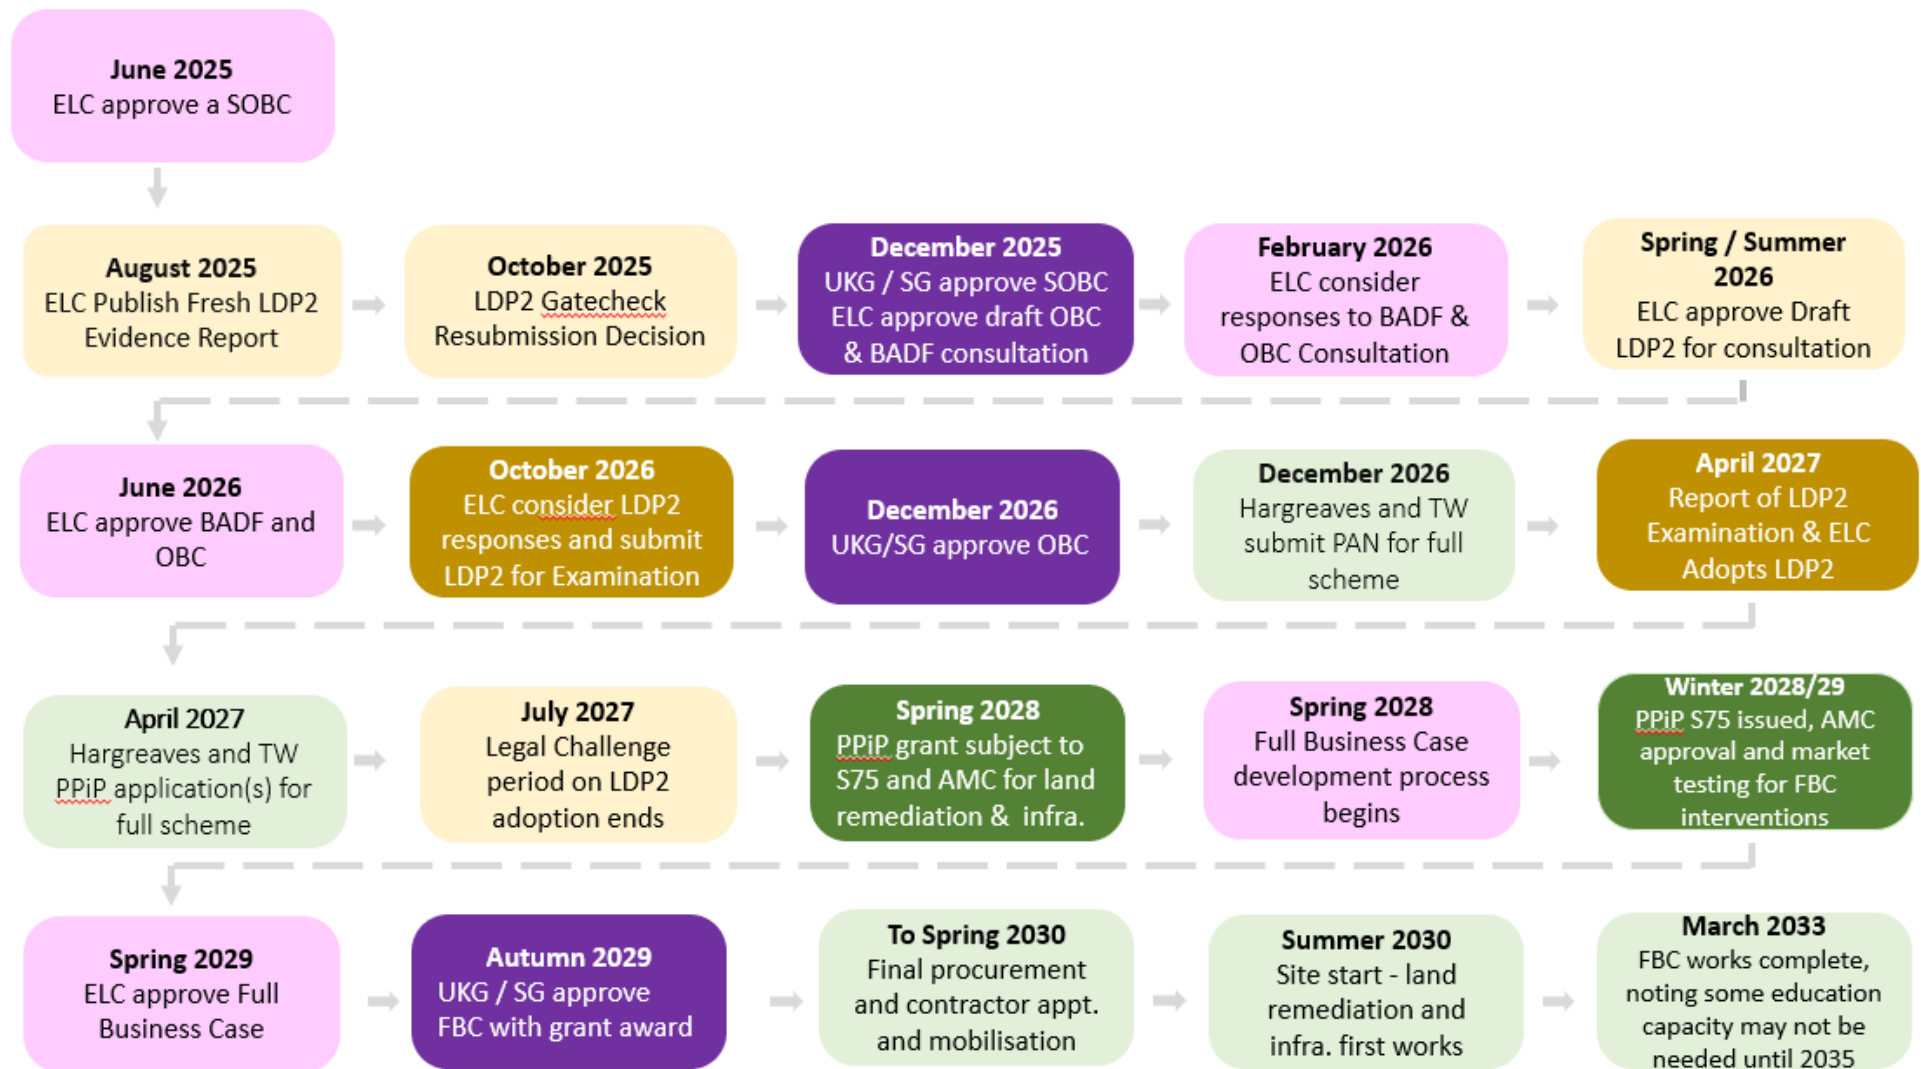 June 2025
ELC approve a SOBC
August 2025
ELC Publish Fresh LDP2
Evidence Report
October 2025
LDP2 Gatecheck
Resubmission Decision
December 2025
UKG / SG approve SOBC
ELC approve draft OBC
& BADF consultation
February 2026
ELC consider
responses to BADF &
OBC Consultation
Spring / Summer
2026
ELC approve Draft
LDP2 for consultation
June 2026
ELC approve BADF and
OBC
October 2026
ELC consider LDP2
responses and submit
LDP2 for Examination
December 2026
UKG/SG approve OBC
December 2026
Hargreaves and TW
submit PAN for full
scheme
April 2027
Report of LDP2
Examination & ELC
Adopts LDP2
April 2027
Hargreaves and TW
PPiP application(s) for
full scheme
July 2027
Legal Challenge
period on LDP2
adoption ends
Spring 2028
PPiP grant subject to
S75 and AMC for land
remediation & infra.
Spring 2028
Full Business Case
development process
begins
Winter 2028/29
PPiP S75 issued, AMC
approval and market
testing for FBC
interventions
Spring 2029
ELC approve Full
Business Case
Autumn 2029
UKG / SG approve
FBC with grant award
To Spring 2030
Final procurement
and contractor appt.
and mobilisation
Summer 2030
Site start - land
remediation and
infra. first works
March 2033
FBC works complete,
noting some education
capacity may not be
needed until 2035